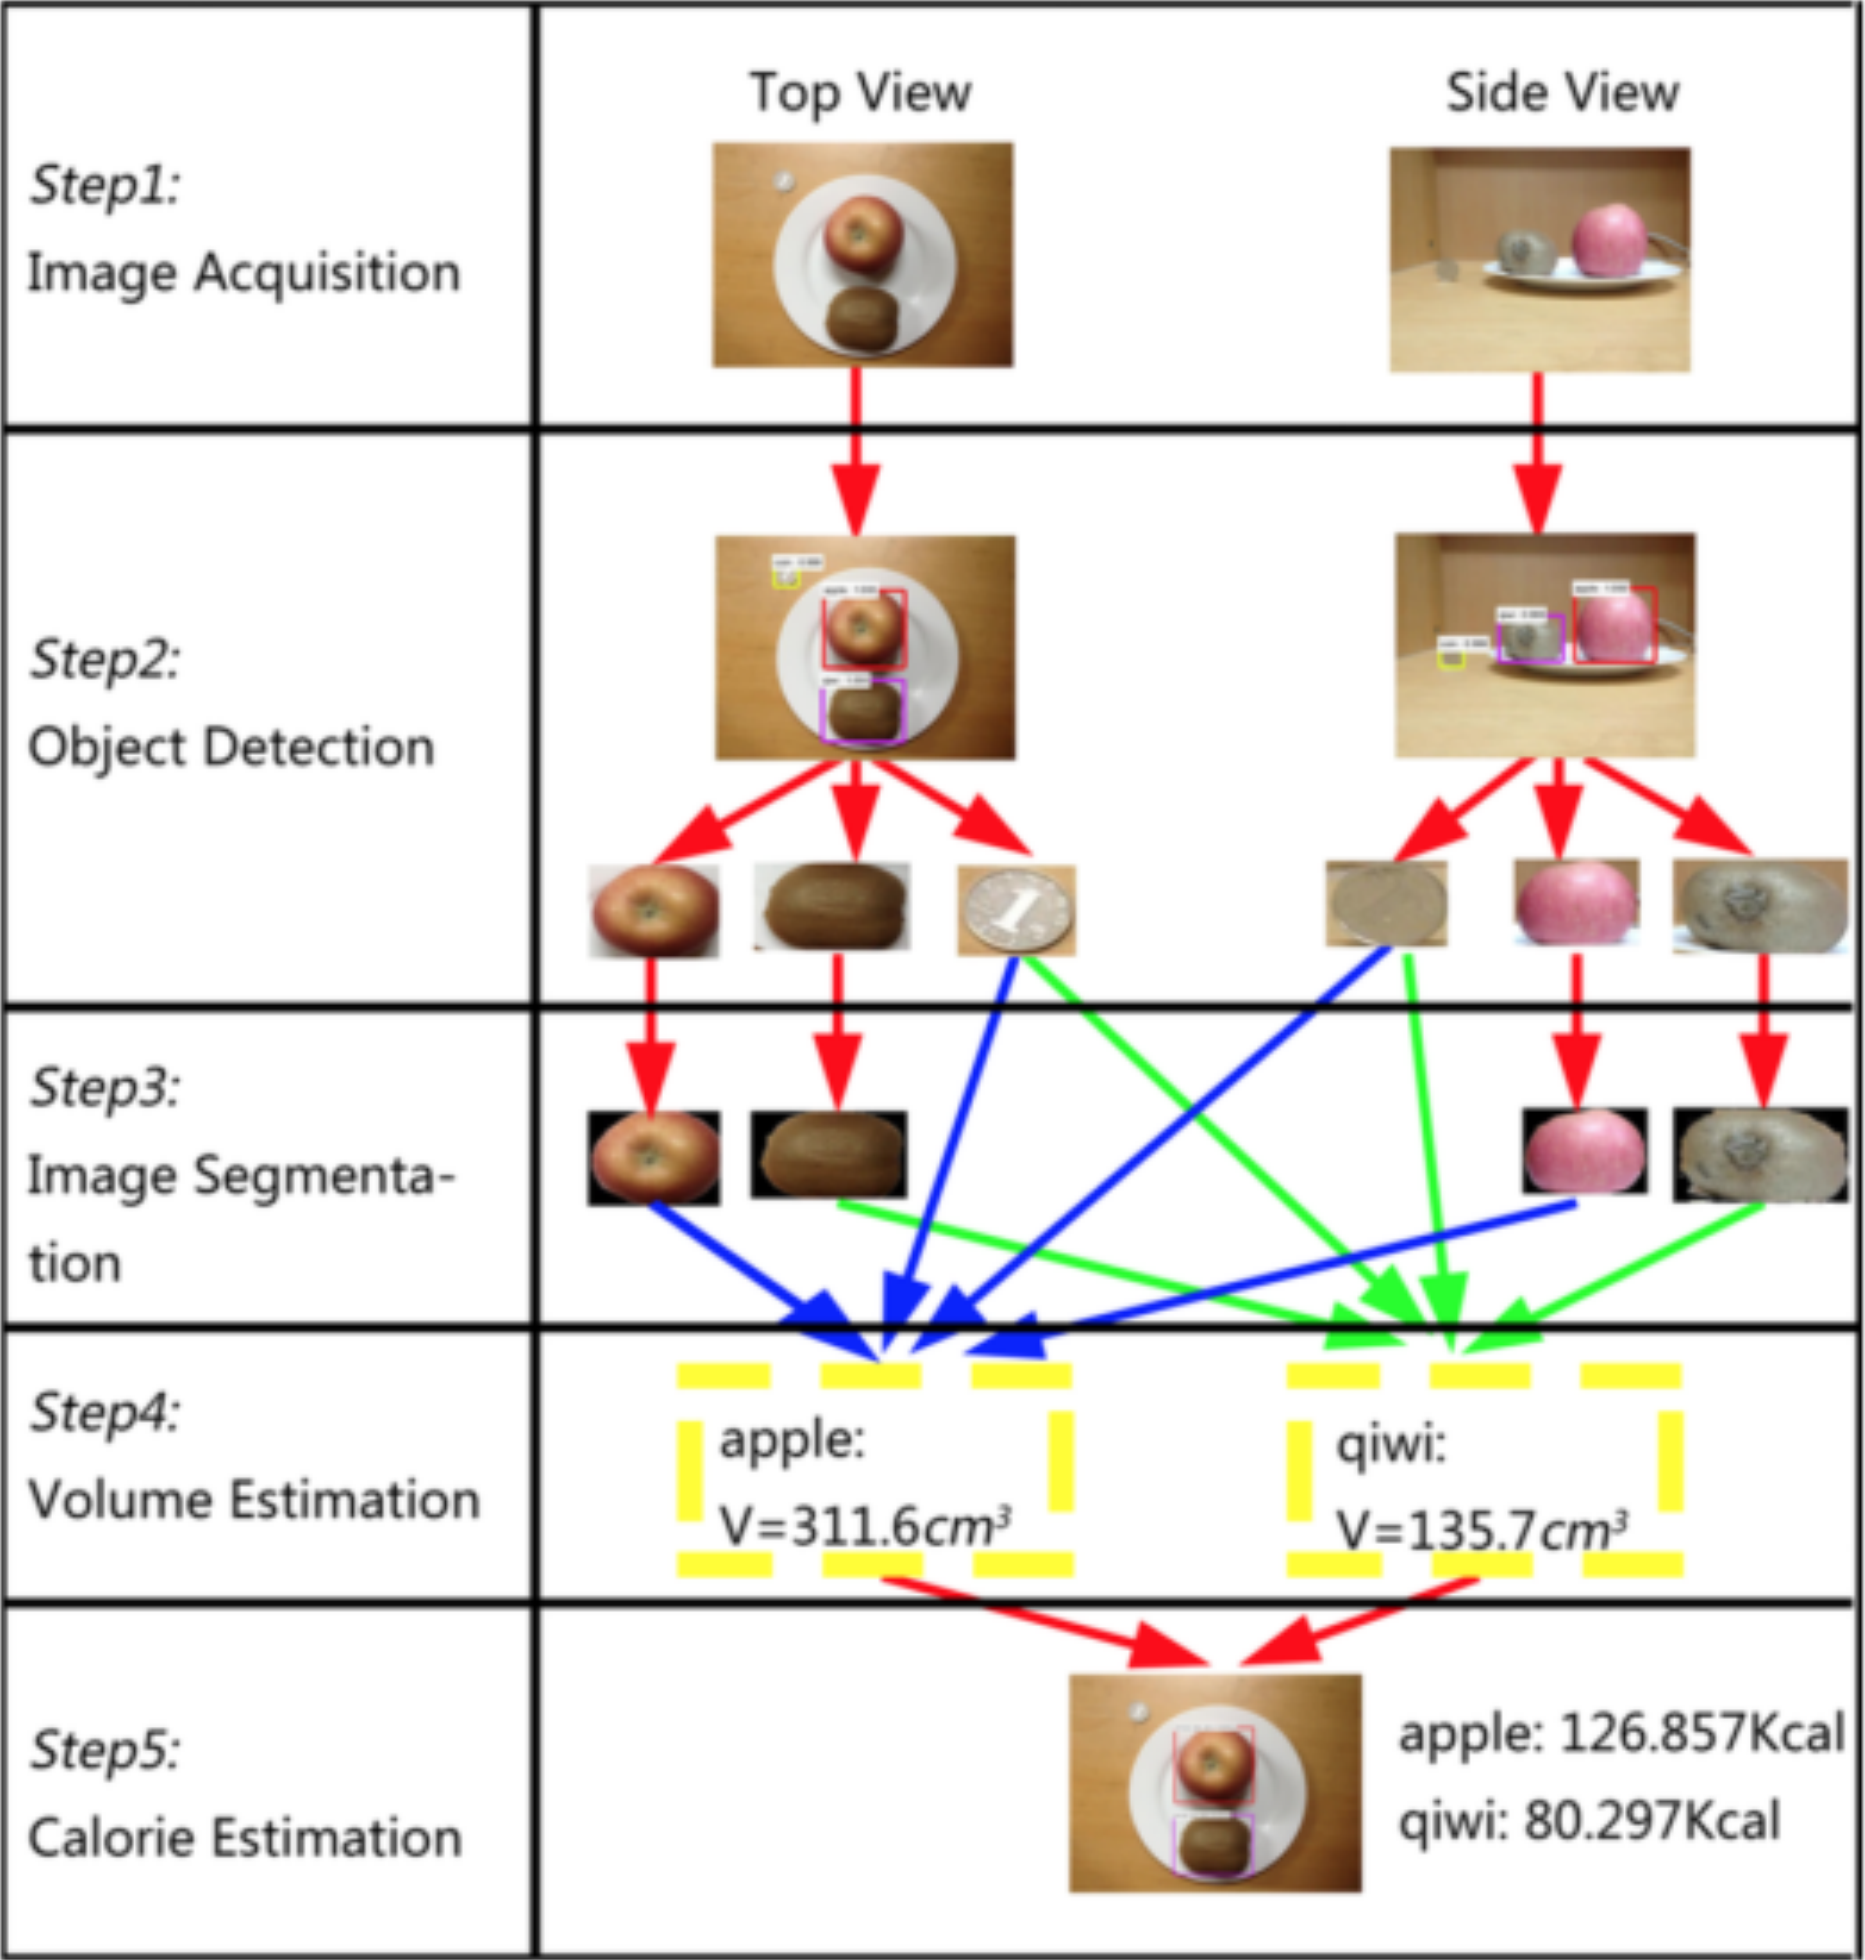 Top View
Side View
Step1:
Image Acquisition
Step2:
Object Detection
1
Step3:
Image Segmenta-
tion
Step4:
Volume Estimation
apple:
V=311.6cm³
qiwi:
V=135.7cm³
Step5:
Calorie Estimation
apple: 126.857Kcal
qiwi: 80.297Kcal